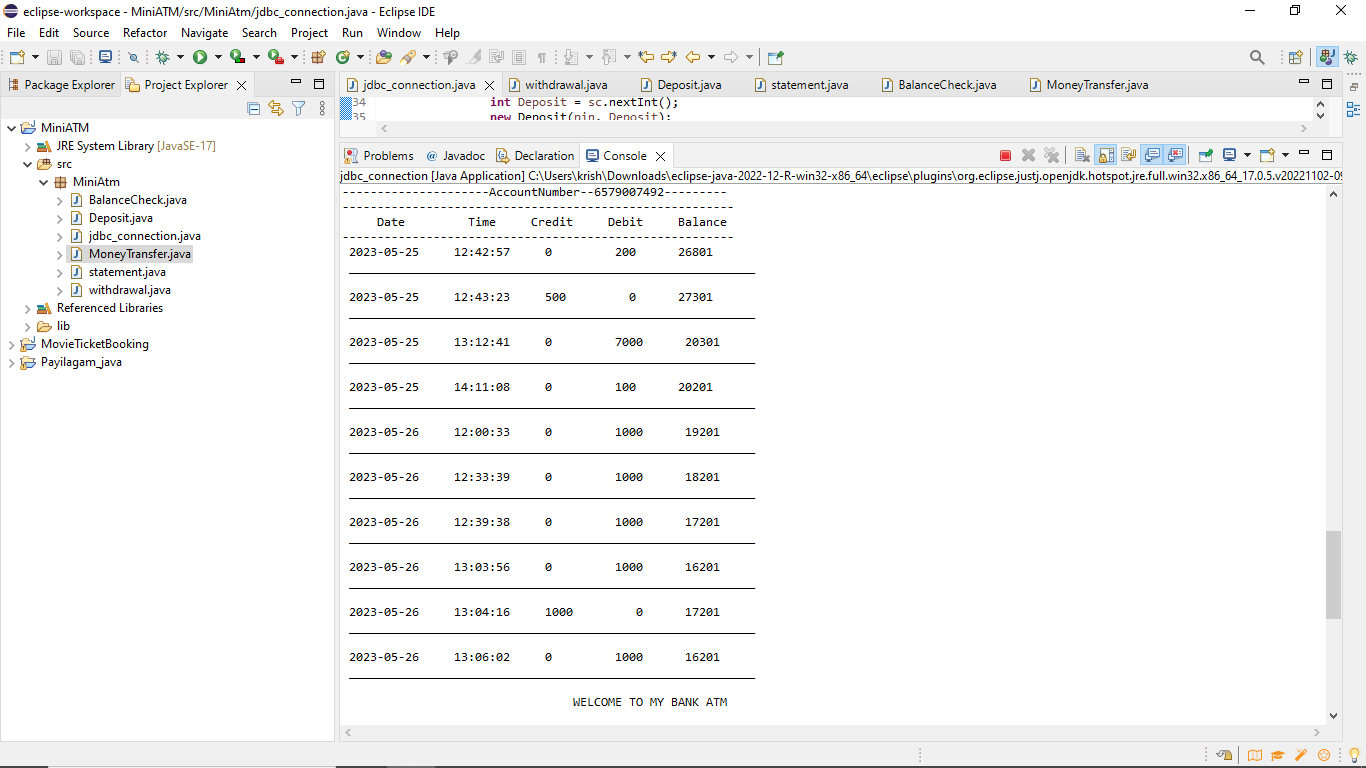 eclipse-workspace - MiniATM/src/MiniAtm/jdbc_connection.java - Eclipse IDE
File Edit Source Refactor Navigate Search Project Run Window Help
Package Explorer Project Explorer
MiniATM
JRE System Library [JavaSE-17]
src
MiniAtm
BalanceCheck.java
Deposit.java
jdbc_connection.java
MoneyTransfer.java
statement.java
withdrawal.java
Referenced Libraries
lib
MovieTicketBooking
Payilagam_java
jdbc_connection.java withdrawal.java Deposit.java statement.java BalanceCheck.java MoneyTransfer.java
34 int Deposit = sc.nextInt();
35 new Deposit(pin, Deposit);
Problems Javadoc Declaration Console
jdbc_connection [Java Application] C:\Users\krish\Downloads\eclipse-java-2022-12-R-win32-x86_64\eclipse\plugins\org.eclipse.justj.openjdk.hotspot.jre.full.win32.x86_64_17.0.5.v20221102-09
---------------------AccountNumber--6579007492---------
--------------------------------------------------------
Date Time Credit Debit Balance
--------------------------------------------------------
2023-05-25 12:42:57 0 200 26801
2023-05-25 12:43:23 500 0 27301
2023-05-25 13:12:41 0 7000 20301
2023-05-25 14:11:08 0 100 20201
2023-05-26 12:00:33 0 1000 19201
2023-05-26 12:33:39 0 1000 18201
2023-05-26 12:39:38 0 1000 17201
2023-05-26 13:03:56 0 1000 16201
2023-05-26 13:04:16 1000 0 17201
2023-05-26 13:06:02 0 1000 16201
WELCOME TO MY BANK ATM